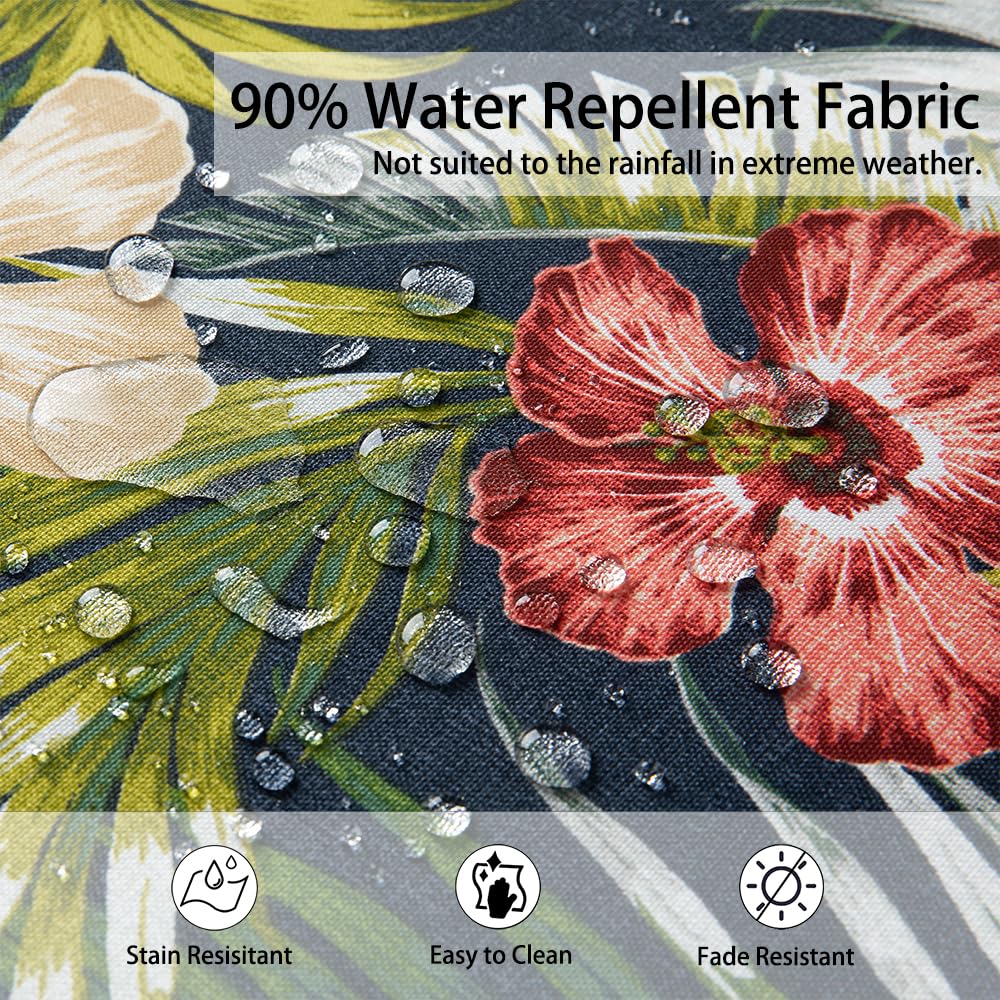 90% Water Repellent Fabric
Not suited to the rainfall in extreme weather.
Stain Resisitant
Easy to Clean
Fade Resistant